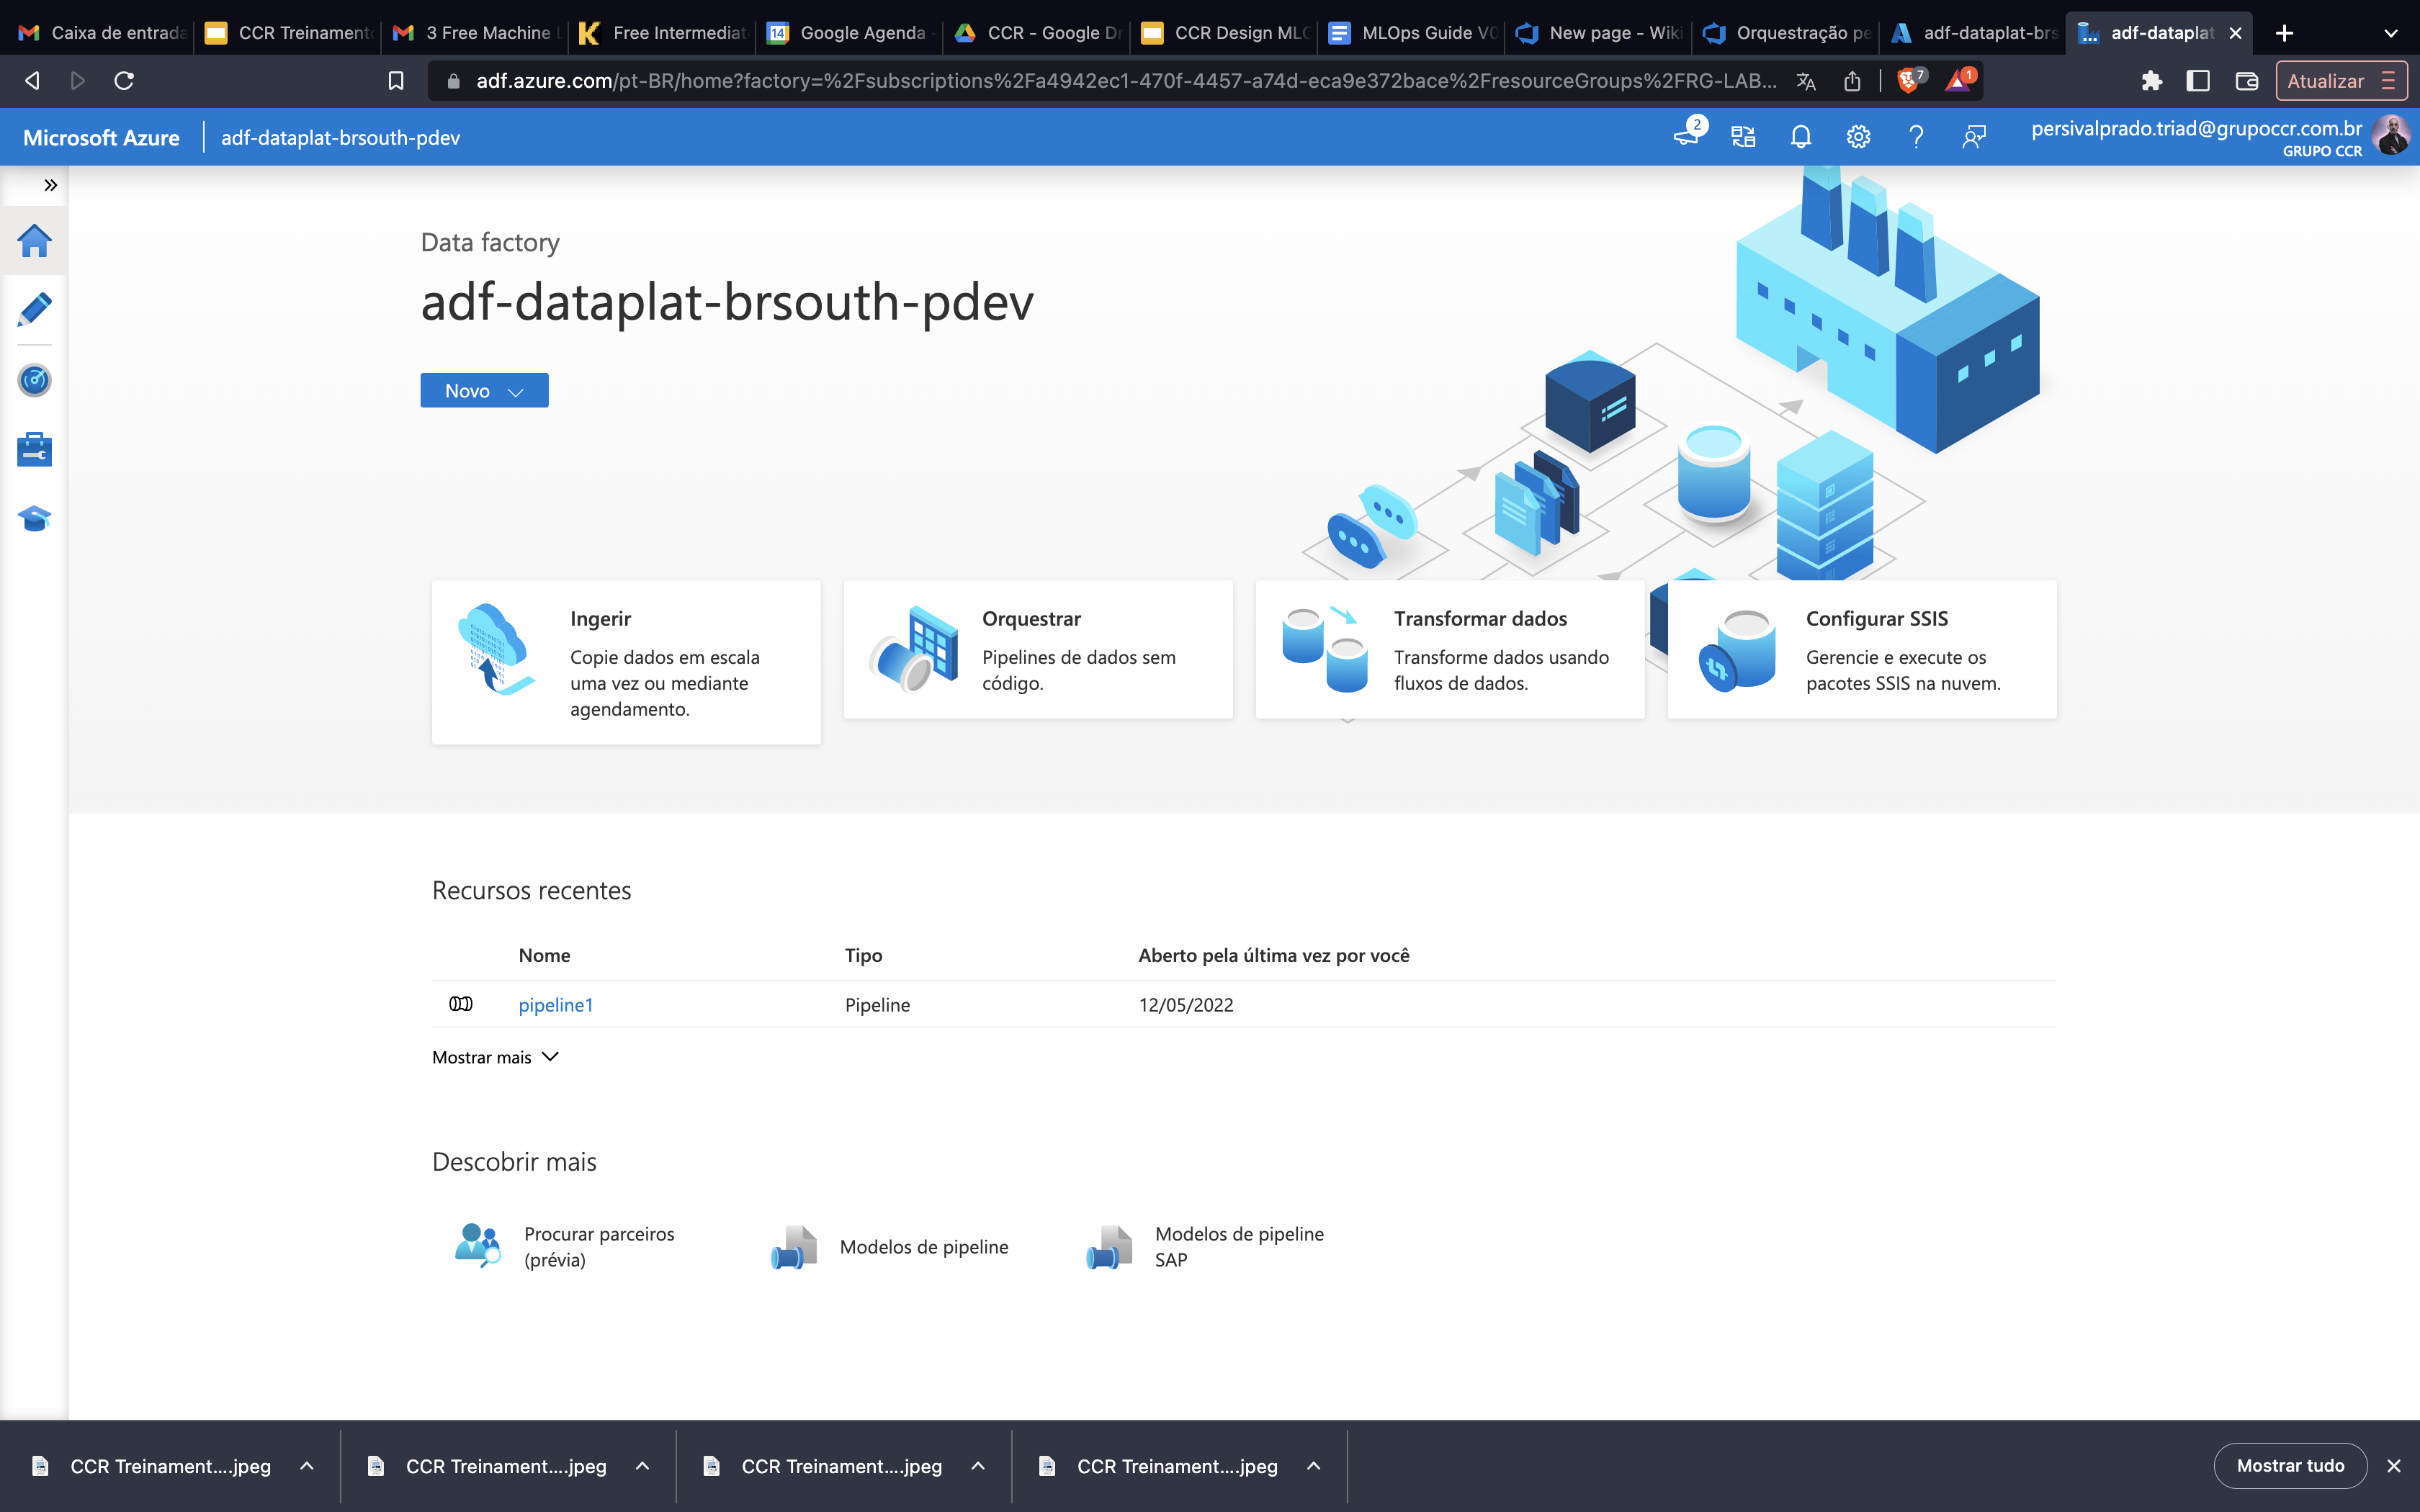 Caixa de entrada
CCR Treinament
3 Free Machine
Free Intermediat
Google Agenda
CCR - Google D
CCR Design MLO
MLOps Guide V0
New page - Wiki
Orquestração pe
adf-dataplat-brs
adf-dataplat
adf.azure.com/pt-BR/home?factory=%2Fsubscriptions%2Fa4942ec1-470f-4457-a74d-eca9e372bace%2FresourceGroups%2FRG-LAB...
7
1
Atualizar
Microsoft Azure
adf-dataplat-brsouth-pdev
2
persivalprado.triad@grupoccr.com.br
GRUPO CCR
Data factory
adf-dataplat-brsouth-pdev
Novo
Ingerir
Copie dados em escala
uma vez ou mediante
agendamento.
Orquestrar
Pipelines de dados sem
código.
Transformar dados
Transforme dados usando
fluxos de dados.
Configurar SSIS
Gerencie e execute os
pacotes SSIS na nuvem.
Recursos recentes
Nome Tipo Aberto pela última vez por você
pipeline1 Pipeline 12/05/2022
Mostrar mais
Descobrir mais
Procurar parceiros
(prévia)
Modelos de pipeline
Modelos de pipeline
SAP
CCR Treinament....jpeg
CCR Treinament....jpeg
CCR Treinament....jpeg
CCR Treinament....jpeg
Mostrar tudo